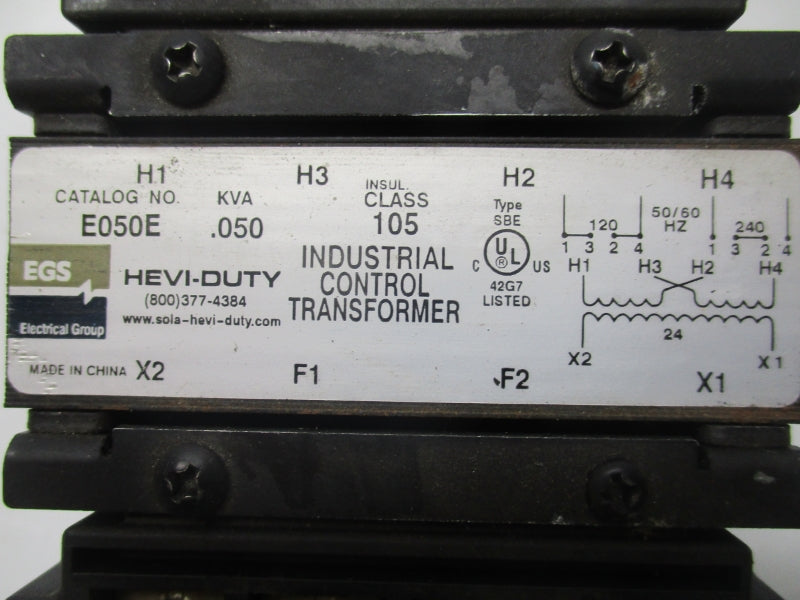 H1 H3 H2 H4
CATALOG NO. KVA INSUL. CLASS
E050E .050 105
Type
SBE
EGS
Electrical Group
HEVI-DUTY
(800)377-4384
www.sola-hevi-duty.com
INDUSTRIAL
CONTROL
TRANSFORMER
C UL ® US
42G7
LISTED
50/60
HZ
120 240
1 3 2 4 1 3 2 4
H1 H3 H2 H4
24
X2 X1
MADE IN CHINA X2 F1 F2 X1